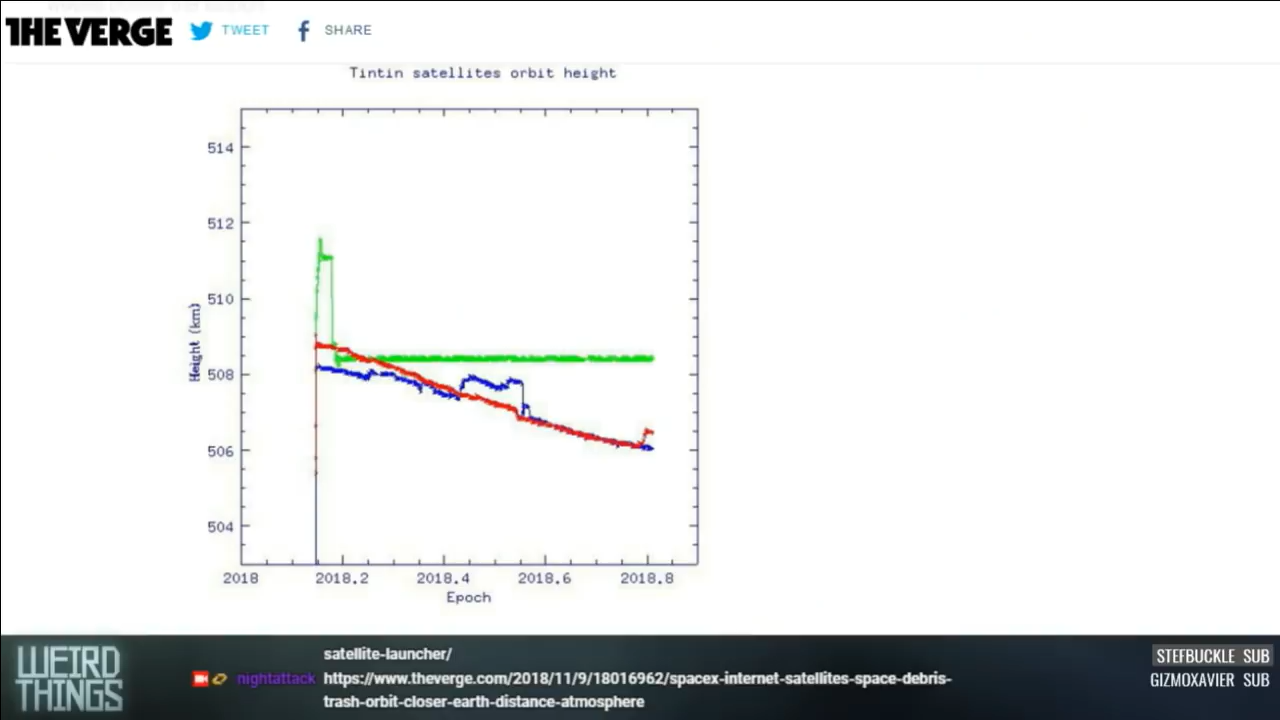 THE VERGE TWEET SHARE
Tintin satellites orbit height
514
512
510
508
506
504
Height (km)
2018 2018.2 2018.4 2018.6 2018.8
Epoch
WEIRD
THINGS
satellite-launcher/
nightattack https://www.theverge.com/2018/11/9/18016962/spacex-internet-satellites-space-debris-
trash-orbit-closer-earth-distance-atmosphere
STEFBUCKLE SUB
GIZMOXAVIER SUB